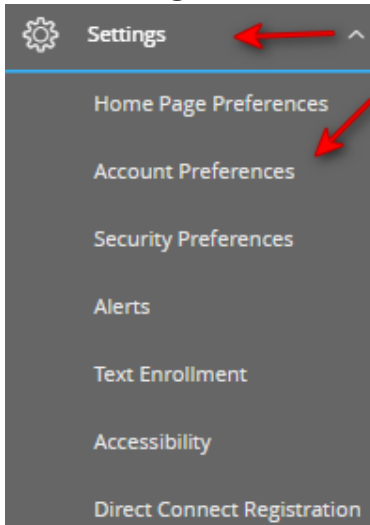 Settings
Home Page Preferences
Account Preferences
Security Preferences
Alerts
Text Enrollment
Accessibility
Direct Connect Registration